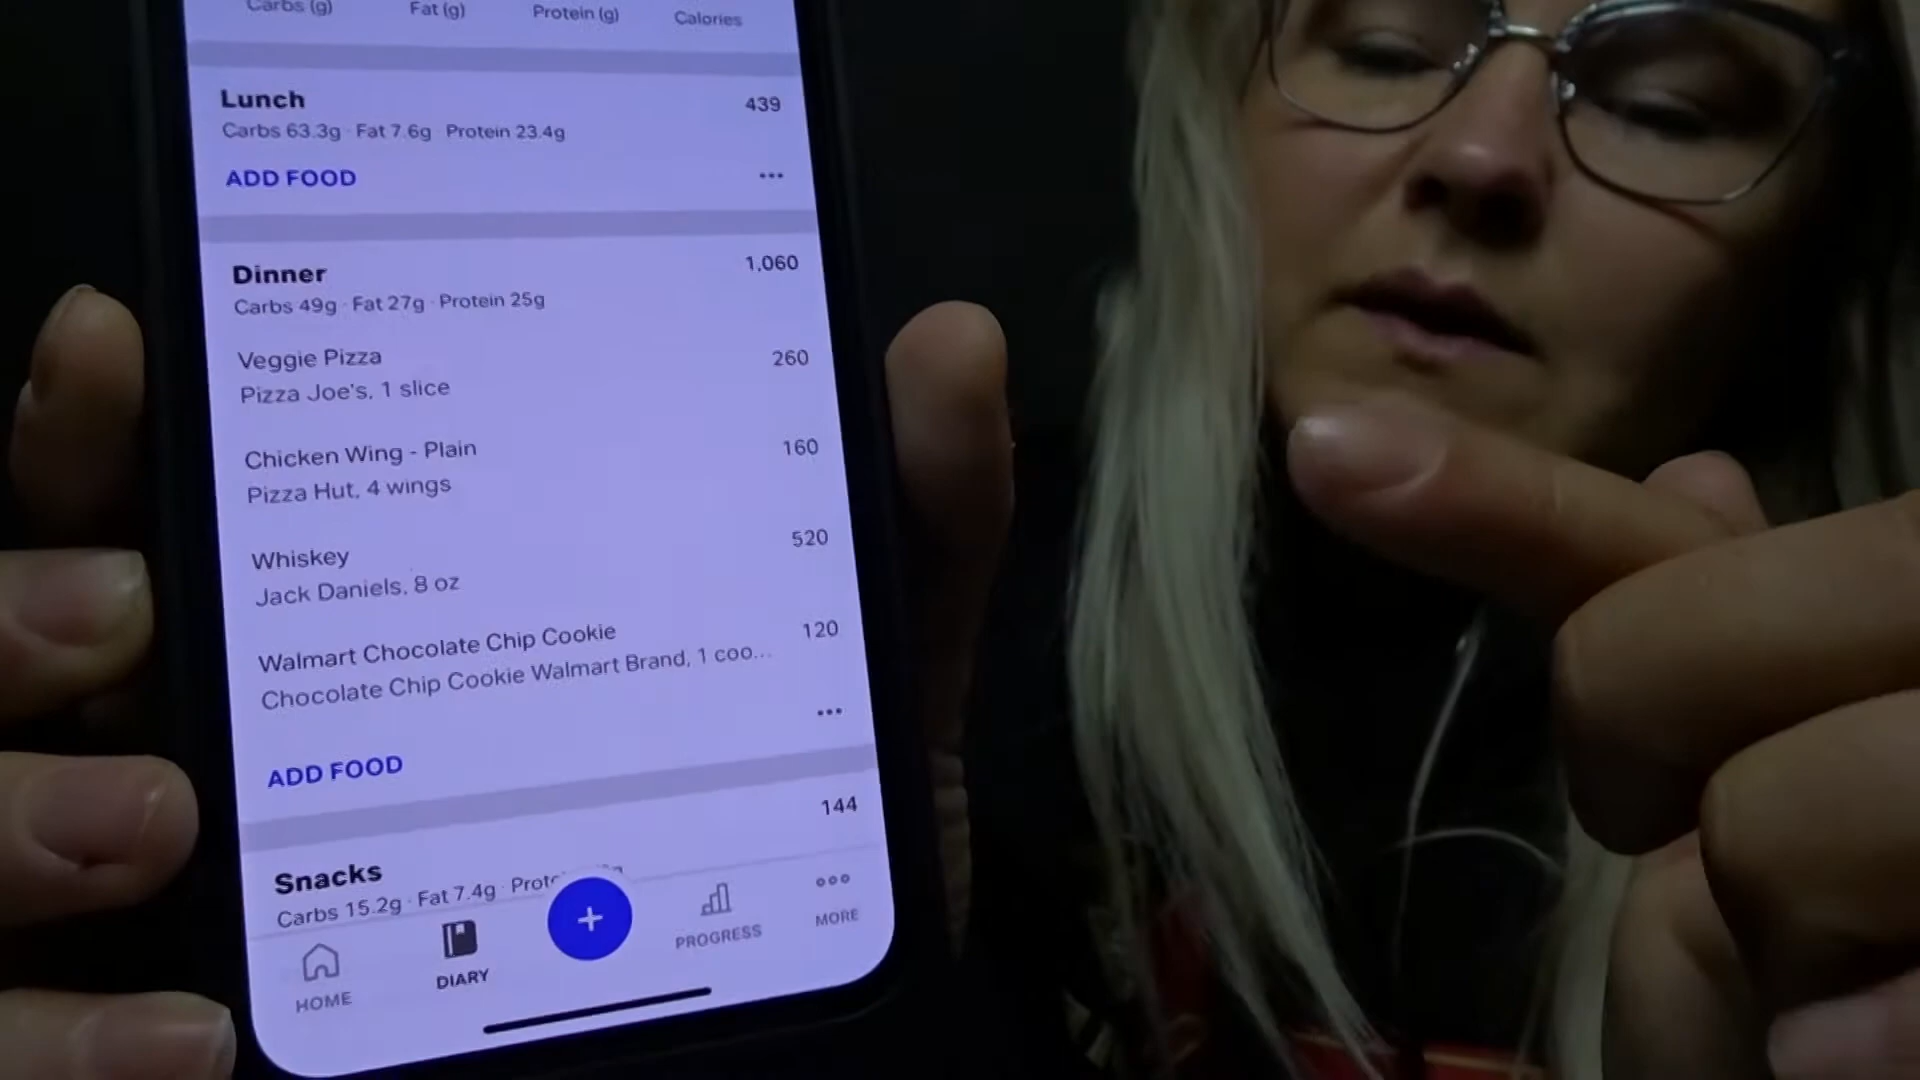 Carbs (g) Fat (g) Protein (g) Calories
Lunch 439
Carbs 63.3g · Fat 7.6g · Protein 23.4g
ADD FOOD
Dinner 1,060
Carbs 49g · Fat 27g · Protein 25g
Veggie Pizza 260
Pizza Joe's, 1 slice
Chicken Wing - Plain 160
Pizza Hut, 4 wings
Whiskey 520
Jack Daniels, 8 oz
Walmart Chocolate Chip Cookie 120
Chocolate Chip Cookie Walmart Brand, 1 coo...
ADD FOOD
Snacks 144
Carbs 15.2g · Fat 7.4g ·
HOME DIARY PROGRESS MORE